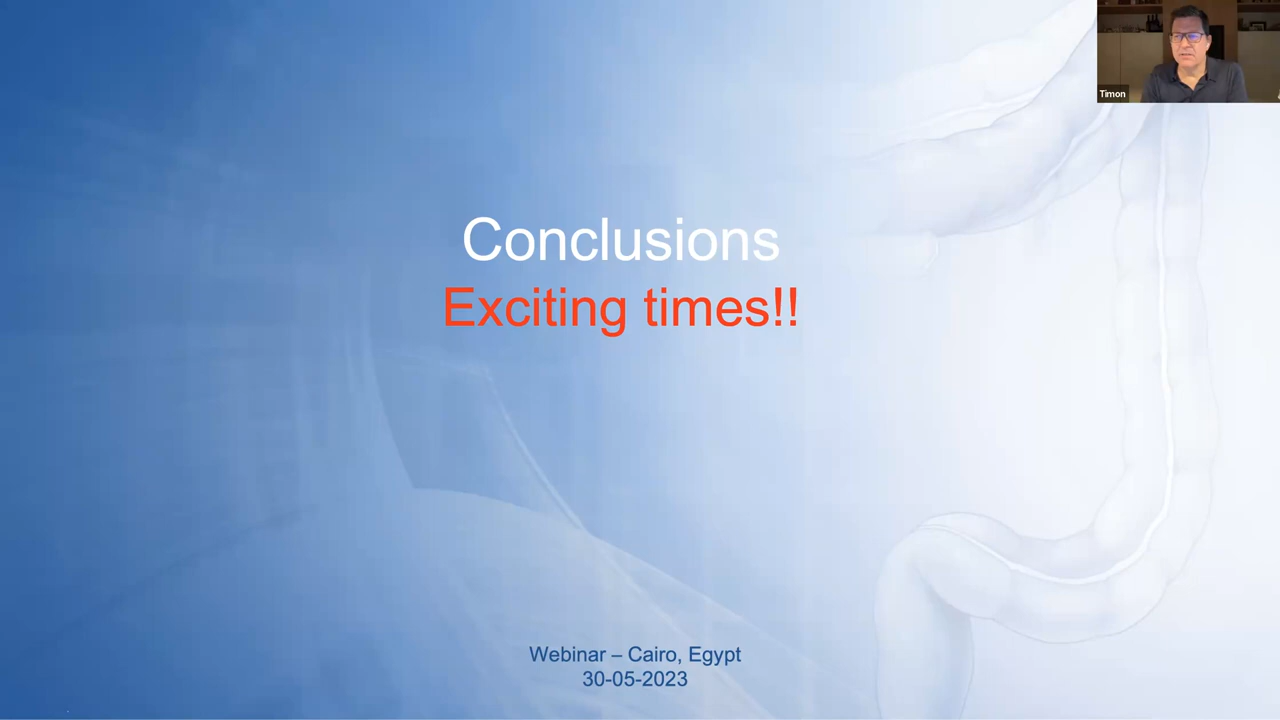 Timon
Conclusions
Exciting times!!
Webinar – Cairo, Egypt
30-05-2023